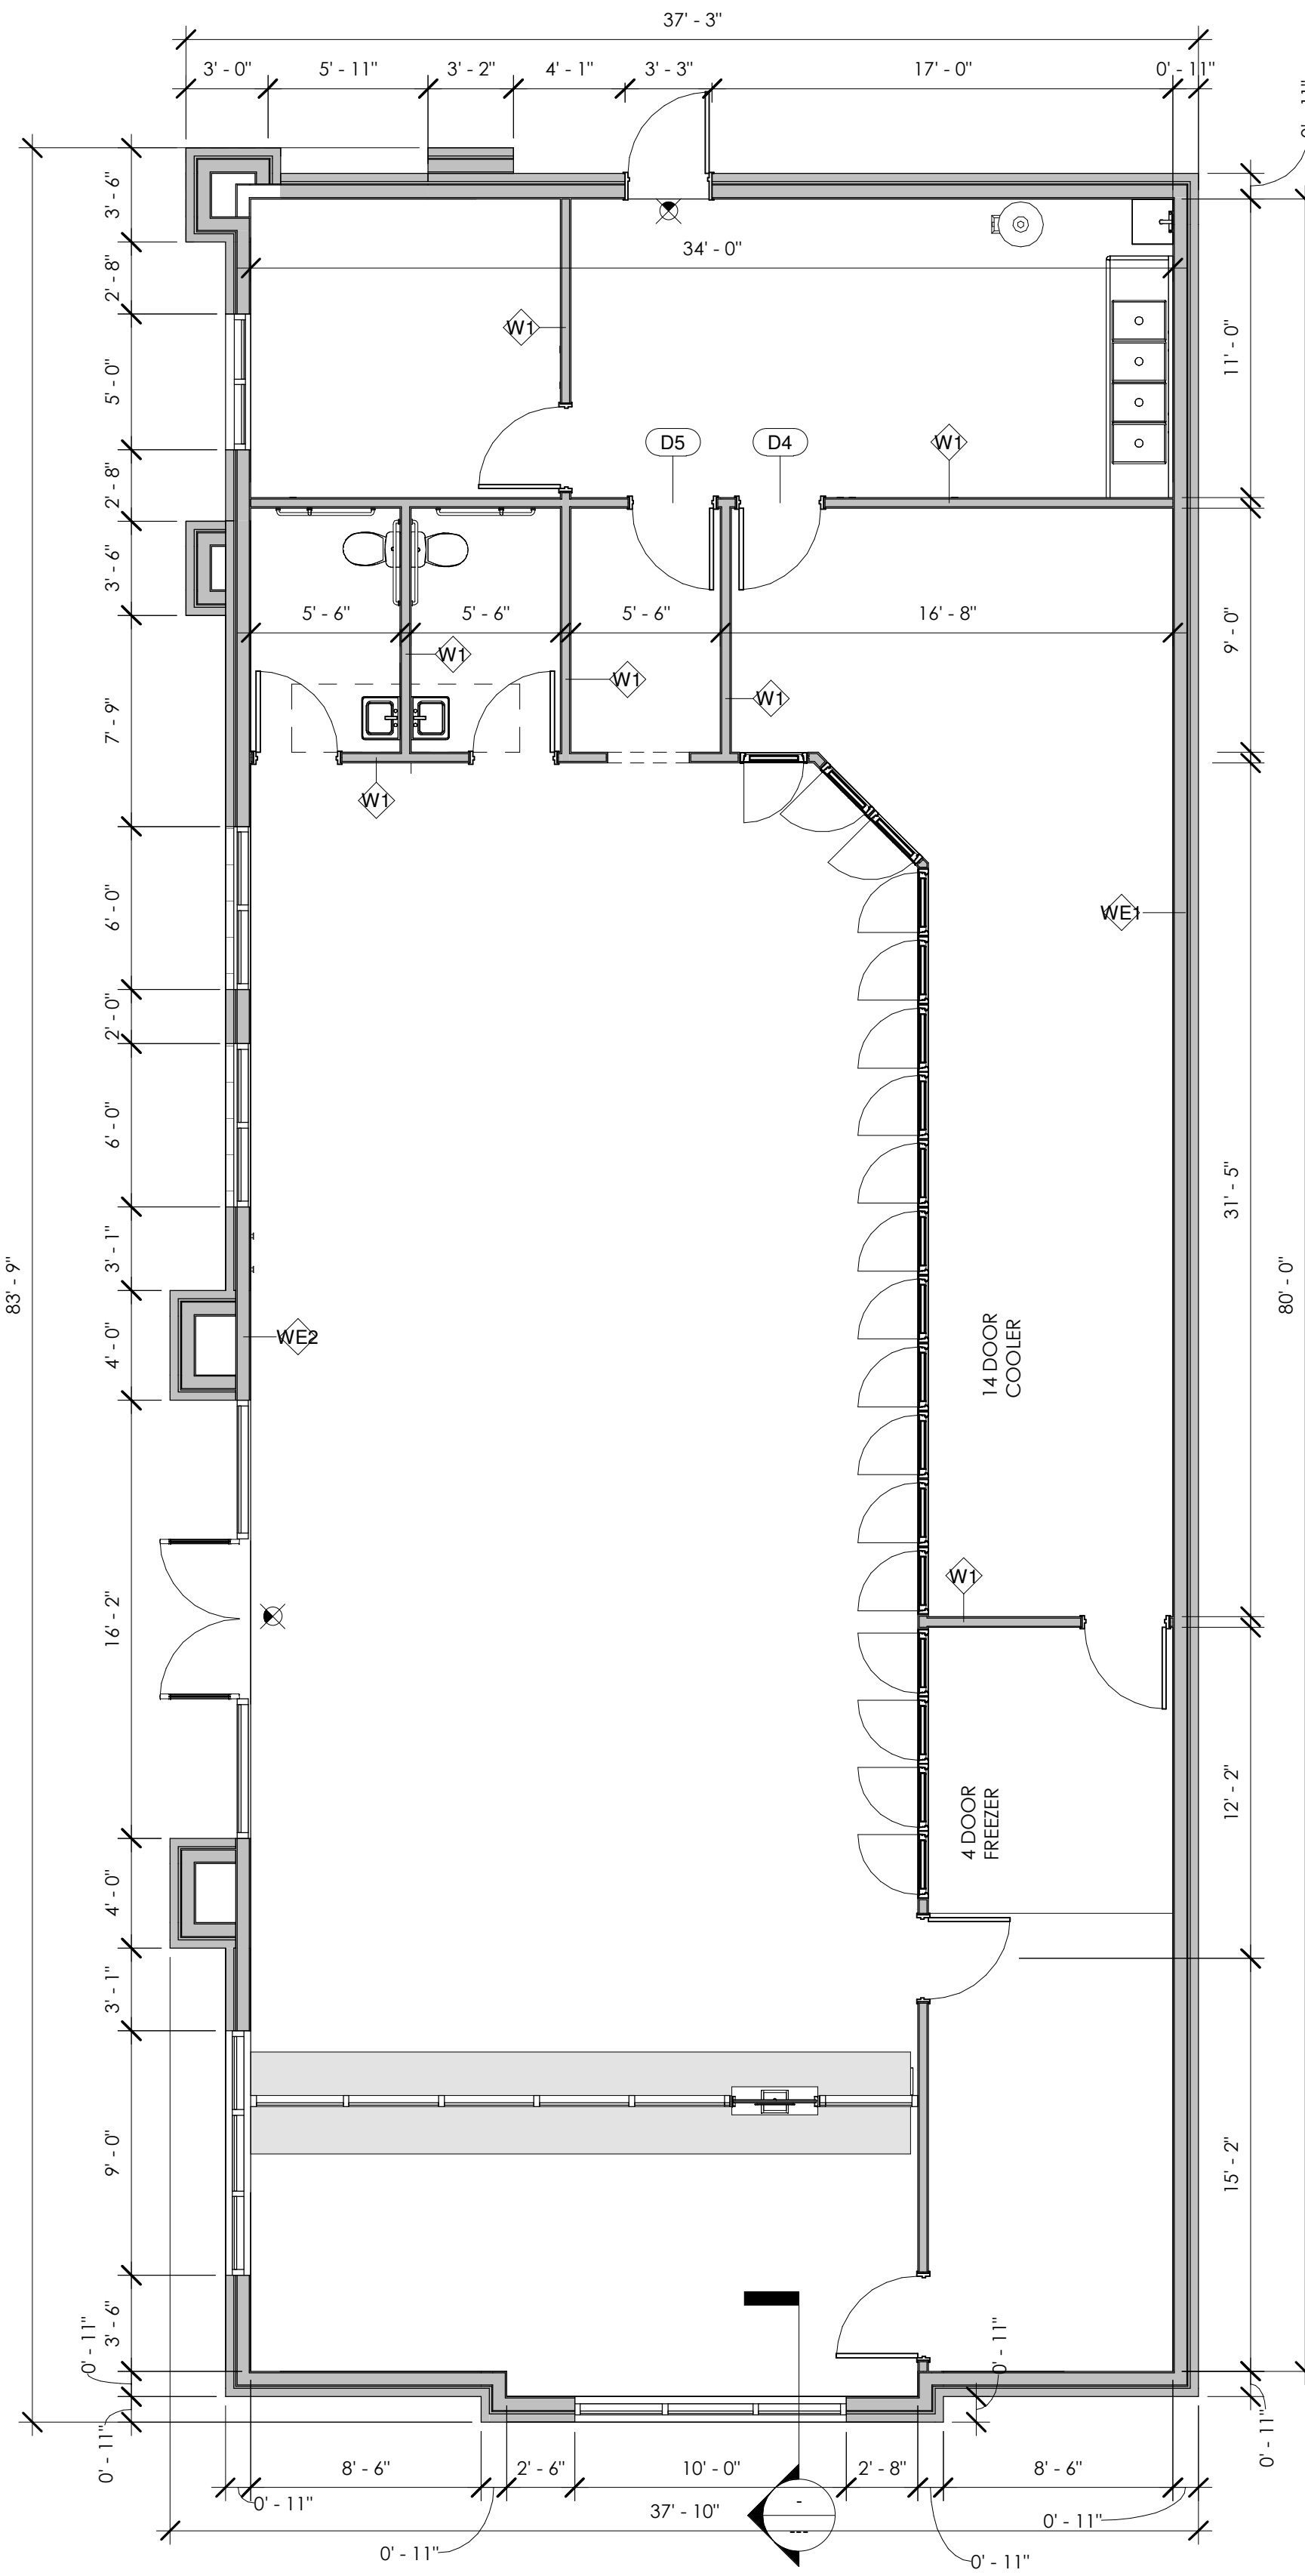 37' - 3"
3' - 0"
5' - 11"
3' - 2"
4' - 1"
3' - 3"
17' - 0"
0' - 11"
0' - 11"
3' - 6"
34' - 0"
2' - 8"
W1
5' - 0"
11' - 0"
D5
D4
W1
2' - 8"
3' - 6"
5' - 6"
5' - 6"
5' - 6"
16' - 8"
9' - 0"
W1
W1
W1
7' - 9"
W1
6' - 0"
WE1
2' - 0"
6' - 0"
31' - 5"
3' - 1"
83' - 9"
80' - 0"
4' - 0"
WE2
14 DOOR
COOLER
W1
16' - 2"
12' - 2"
4 DOOR
FREEZER
4' - 0"
3' - 1"
9' - 0"
15' - 2"
3' - 6"
0' - 11"
0' - 11"
0' - 11"
0' - 11"
8' - 6"
2' - 6"
10' - 0"
2' - 8"
8' - 6"
0' - 11"
37' - 10"
-
---
0' - 11"
0' - 11"
0' - 11"